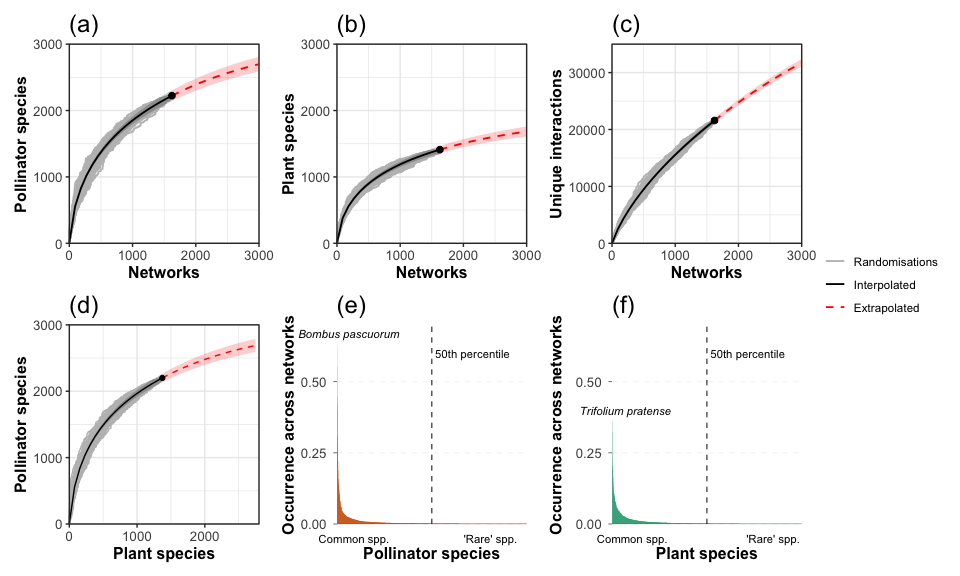 (a)
Pollinator species
3000
2000
1000
0
0 1000 2000 3000
Networks
(b)
Plant species
3000
2000
1000
0
0 1000 2000 3000
Networks
(c)
Unique interactions
30000
20000
10000
0
0 1000 2000 3000
Networks
Randomisations
Interpolated
Extrapolated
(d)
Pollinator species
3000
2000
1000
0
0 1000 2000
Plant species
(e)
Occurrence across networks
Bombus pascuorum
50th percentile
0.50
0.25
0.00
Common spp. 'Rare' spp.
Pollinator species
(f)
Occurrence across networks
50th percentile
0.50
Trifolium pratense
0.25
0.00
Common spp. 'Rare' spp.
Plant species